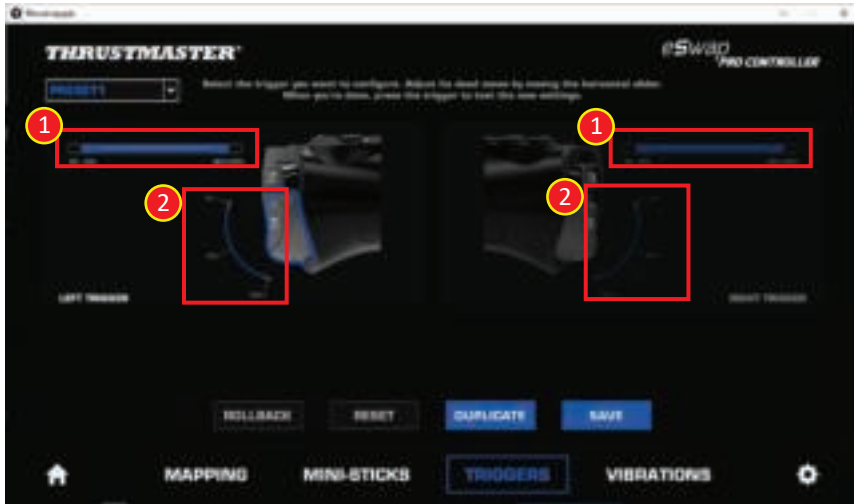 THRUSTMASTER
eSwap
PRO CONTROLLER
PRESET1
Select the trigger you want to configure. Adjust its dead zones by moving the horizontal slider.
When you're done, press the trigger to test the new settings.
1
1
2
2
LEFT TRIGGER
RIGHT TRIGGER
ROLLBACK
RESET
DUPLICATE
SAVE
MAPPING
MINI-STICKS
TRIGGERS
VIBRATIONS